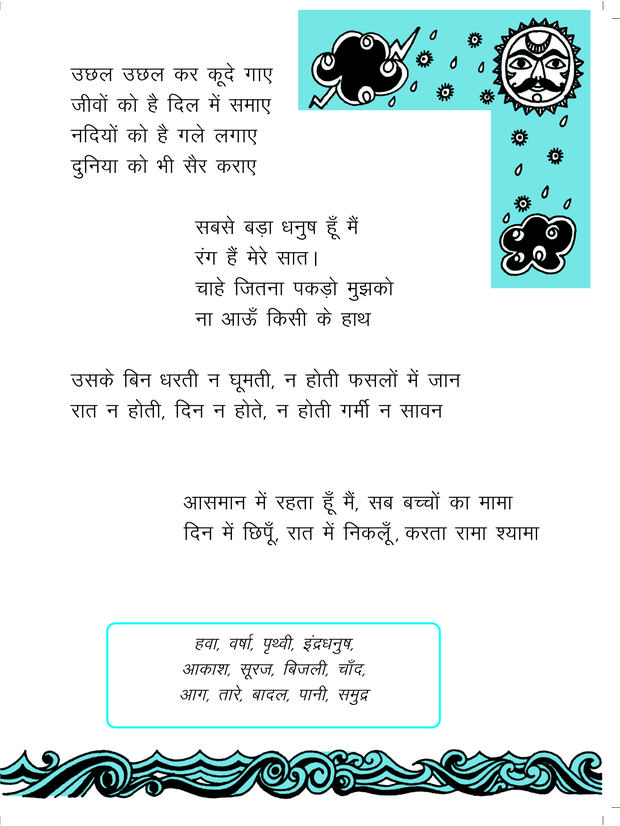 उछल उछल कर कूदे गाए
जीवों को है दिल में समाए
नदियों को है गले लगाए
दुनिया को भी सैर कराए
सबसे बड़ा धनुष हूँ मैं
रंग हैं मेरे सात।
चाहे जितना पकड़ो मुझको
ना आऊँ किसी के हाथ
उसके बिन धरती न घूमती, न होती फसलों में जान
रात न होती, दिन न होते, न होती गर्मी न सावन
आसमान में रहता हूँ मैं, सब बच्चों का मामा
दिन में छिपूँ, रात में निकलूँ, करता रामा श्यामा
हवा, वर्षा, पृथ्वी, इंद्रधनुष,
आकाश, सूरज, बिजली, चाँद,
आग, तारे, बादल, पानी, समुद्र